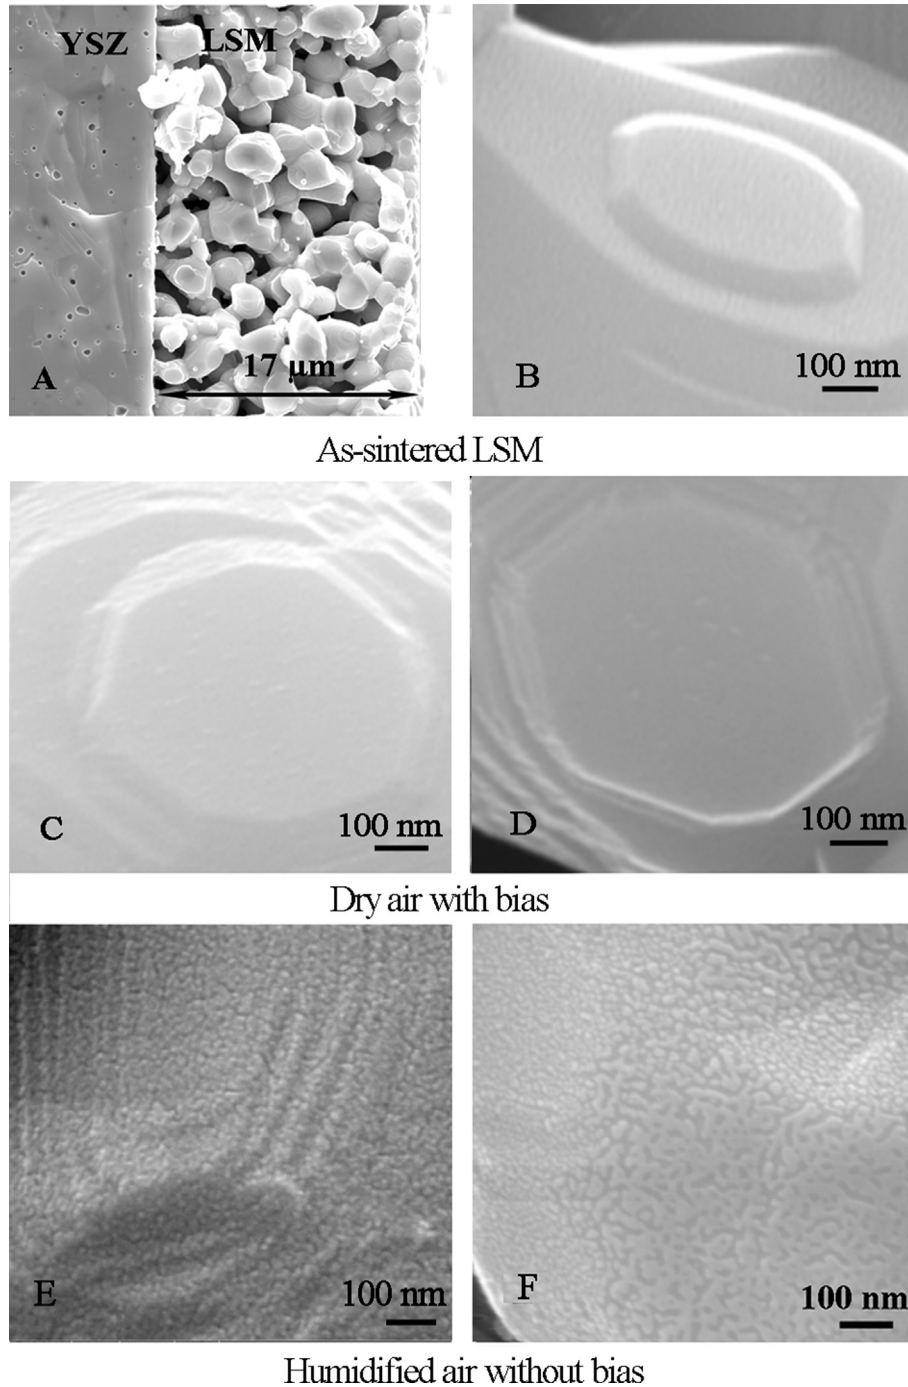 YSZ LSM
17 μm
A
B
100 nm
As-sintered LSM
C
100 nm
D
100 nm
Dry air with bias
E
100 nm
F
100 nm
Humidified air without bias